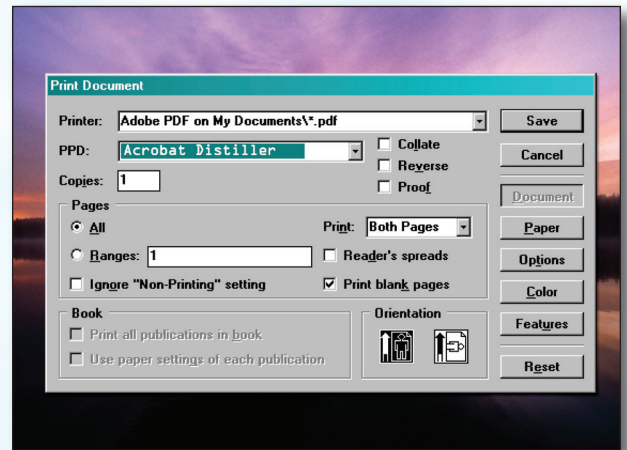 Print Document
Printer: Adobe PDF on My Documents\*.pdf
Save
PPD: Acrobat Distiller
Collate
Cancel
Reverse
Copies: 1
Proof
Document
Pages
All
Print: Both Pages
Paper
Ranges: 1
Reader's spreads
Options
Ignore "Non-Printing" setting
Print blank pages
Color
Book
Orientation
Features
Print all publications in book
Use paper settings of each publication
Reset